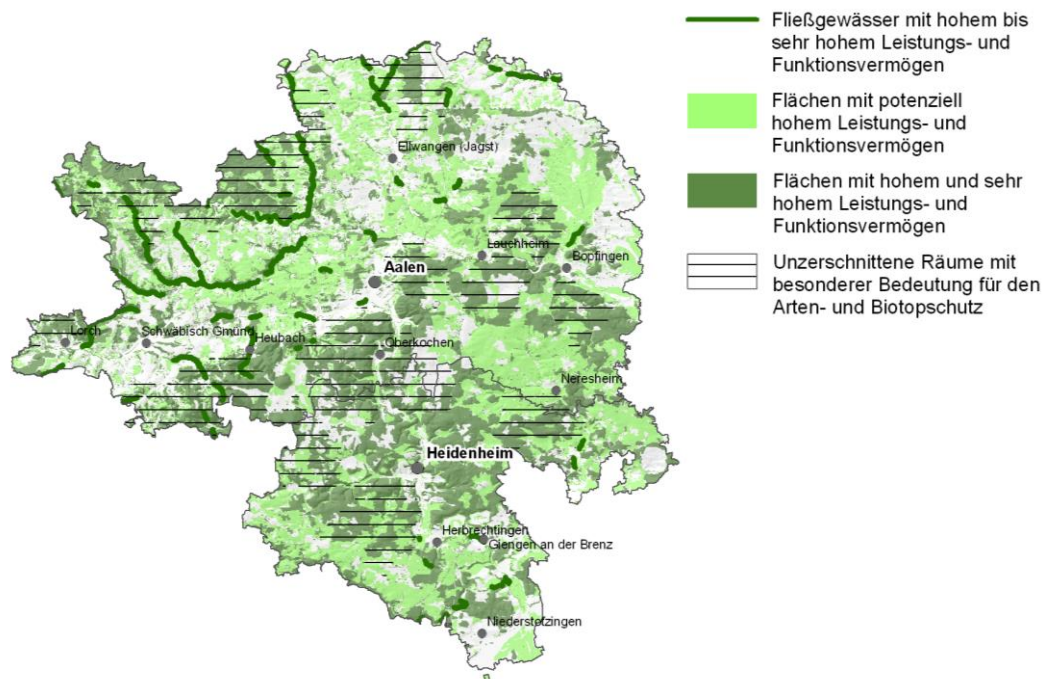 Fließgewässer mit hohem bis
sehr hohem Leistungs- und
Funktionsvermögen
Flächen mit potenziell
hohem Leistungs- und
Funktionsvermögen
Flächen mit hohem und sehr
hohem Leistungs- und
Funktionsvermögen
Unzerschnittene Räume mit
besonderer Bedeutung für den
Arten- und Biotopschutz
Ellwangen (Jagst)
Lauchheim
Bopfingen
Aalen
Lorch
Schwäbisch Gmünd
Heubach
Oberkochen
Neresheim
Heidenheim
Herbrechtingen
Giengen an der Brenz
Niederstotzingen